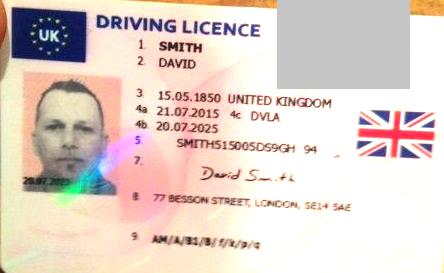 UK
DRIVING LICENCE
1 SMITH
2 DAVID
3 15.05.1850 UNITED KINGDOM
4a 21.07.2015 4c DVLA
4b 20.07.2025
5 SMITH515005DS9GH 94
7. David Smith
20.07.2025
8 77 BESSON STREET, LONDON, SE14 5AE
9 AM/A/B1/B/f/k/p/q